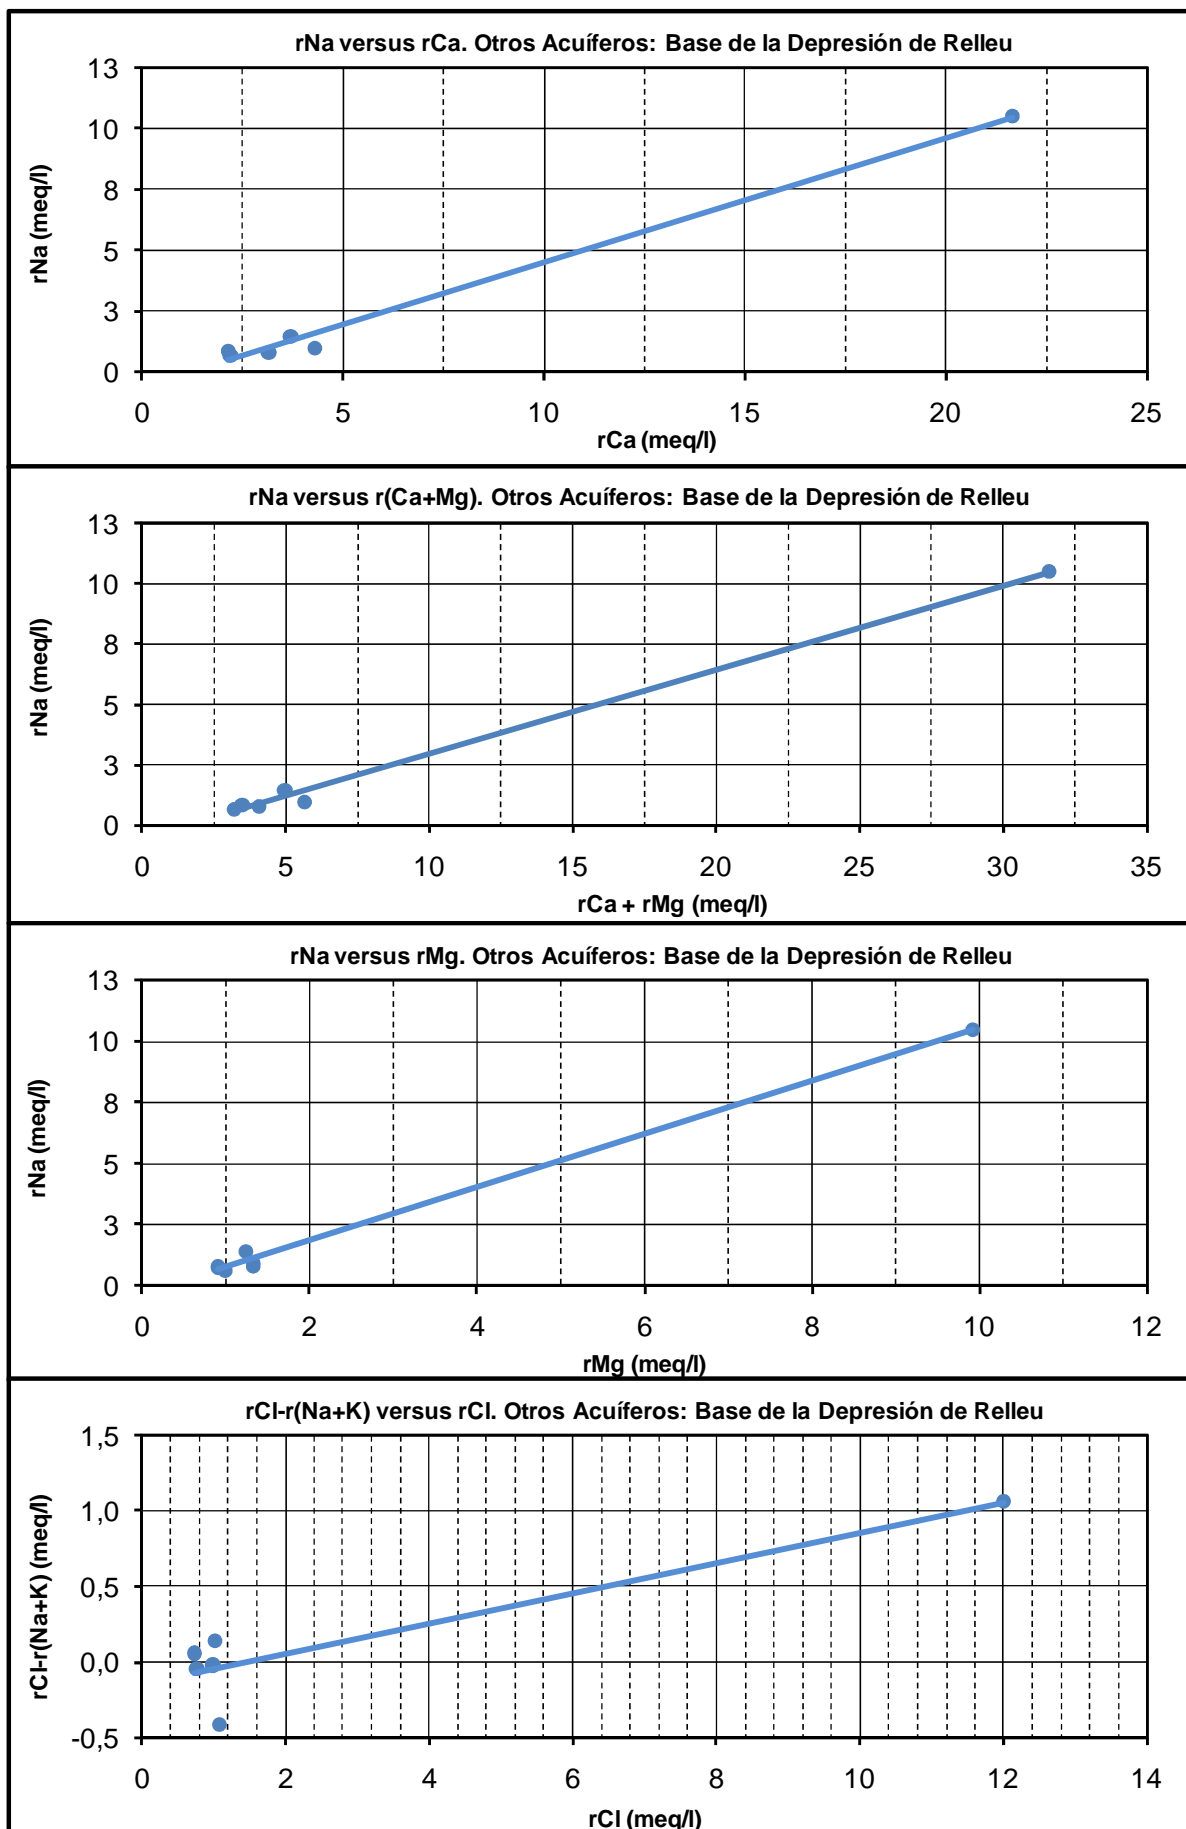 rNa versus rCa. Otros Acuíferos: Base de la Depresión de Relleu
13
10
8
5
3
0
rNa (meq/l)
0 5 10 15 20 25
rCa (meq/l)
rNa versus r(Ca+Mg). Otros Acuíferos: Base de la Depresión de Relleu
13
10
8
5
3
0
rNa (meq/l)
0 5 10 15 20 25 30 35
rCa + rMg (meq/l)
rNa versus rMg. Otros Acuíferos: Base de la Depresión de Relleu
13
10
8
5
3
0
rNa (meq/l)
0 2 4 6 8 10 12
rMg (meq/l)
rCl-r(Na+K) versus rCl. Otros Acuíferos: Base de la Depresión de Relleu
1,5
1,0
0,5
0,0
-0,5
rCl-r(Na+K) (meq/l)
0 2 4 6 8 10 12 14
rCl (meq/l)